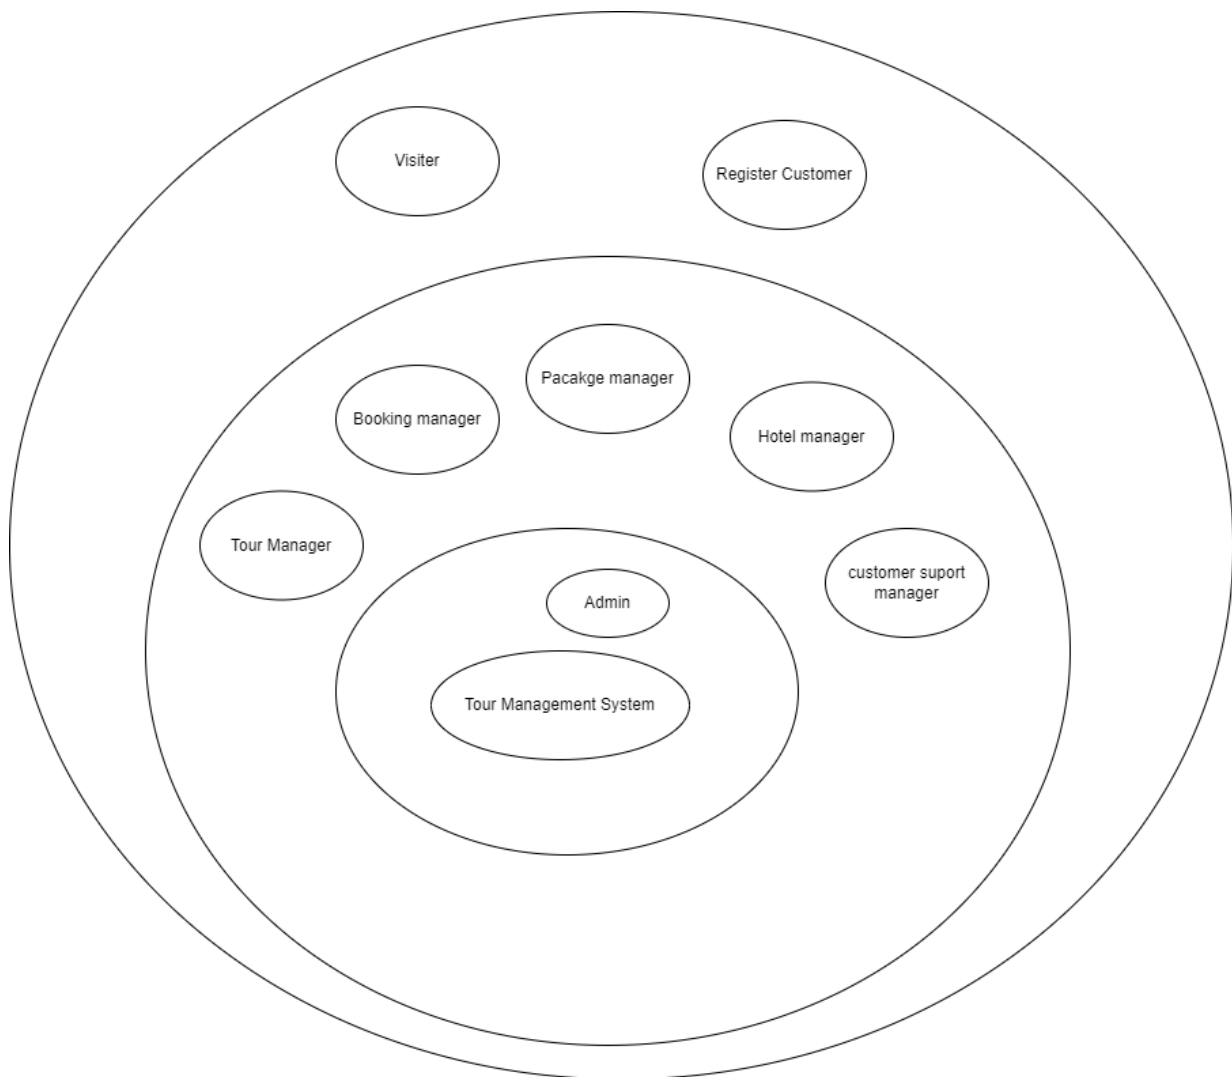 Visiter
Register Customer
Pacakge manager
Booking manager
Hotel manager
Tour Manager
customer suport
manager
Admin
Tour Management System